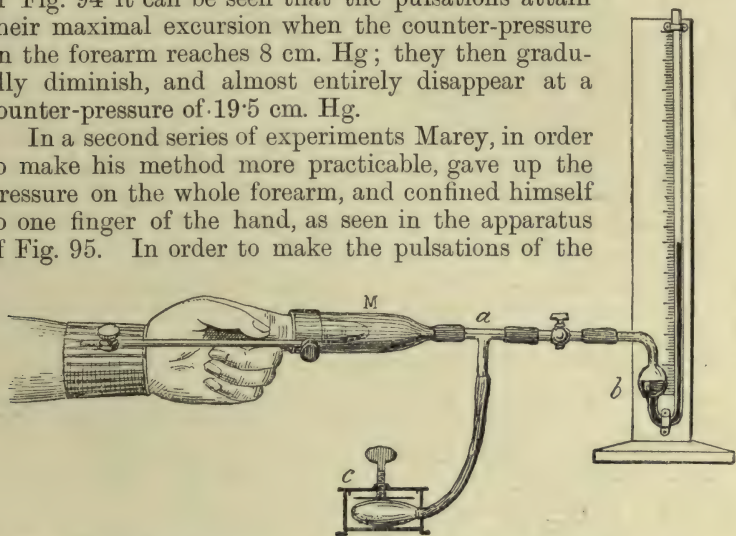 Fig. 94 it can be seen that the pulsations attain
heir maximal excursion when the counter-pressure
n the forearm reaches 8 cm. Hg; they then gradu-
lly diminish, and almost entirely disappear at a
ounter-pressure of 19·5 cm. Hg.
In a second series of experiments Marey, in order
o make his method more practicable, gave up the
ressure on the whole forearm, and confined himself
o one finger of the hand, as seen in the apparatus
f Fig. 95. In order to make the pulsations of the
M
a
b
c